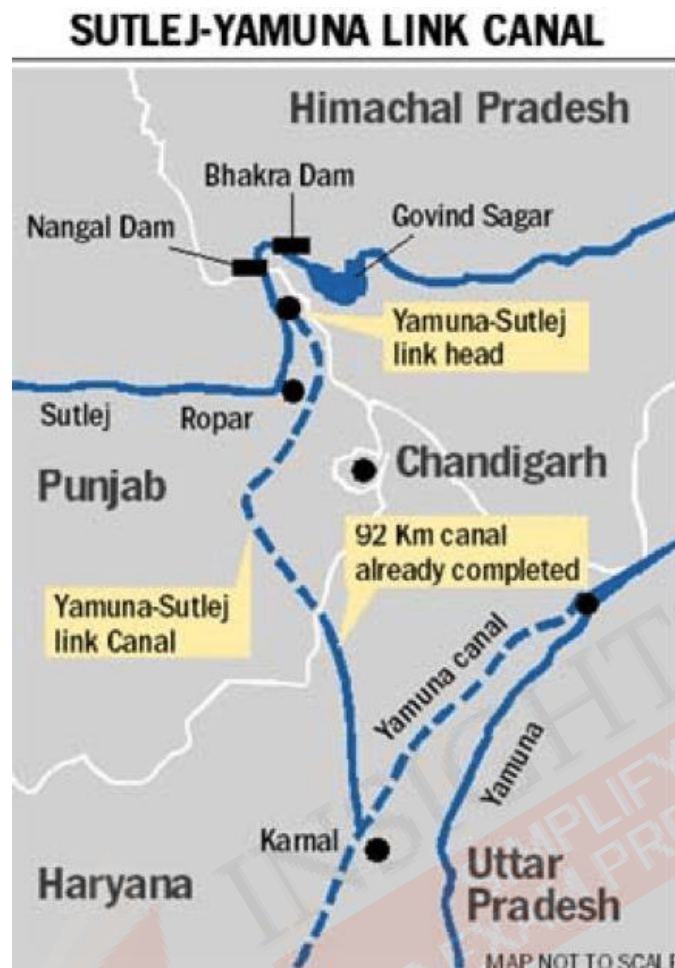 SUTLEJ-YAMUNA LINK CANAL
Himachal Pradesh
Bhakra Dam
Nangal Dam
Govind Sagar
Yamuna-Sutlej
link head
Sutlej
Ropar
Punjab
Chandigarh
92 Km canal
already completed
Yamuna-Sutlej
link Canal
Yamuna canal
Yamuna
Karnal
Haryana
Uttar
Pradesh
INSIGHT
MAP NOT TO SCALE